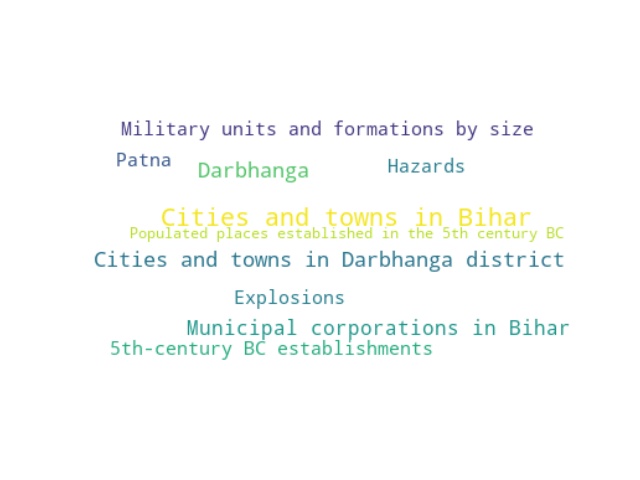 Military units and formations by size
Patna
Darbhanga
Hazards
Cities and towns in Bihar
Populated places established in the 5th century BC
Cities and towns in Darbhanga district
Explosions
Municipal corporations in Bihar
5th-century BC establishments